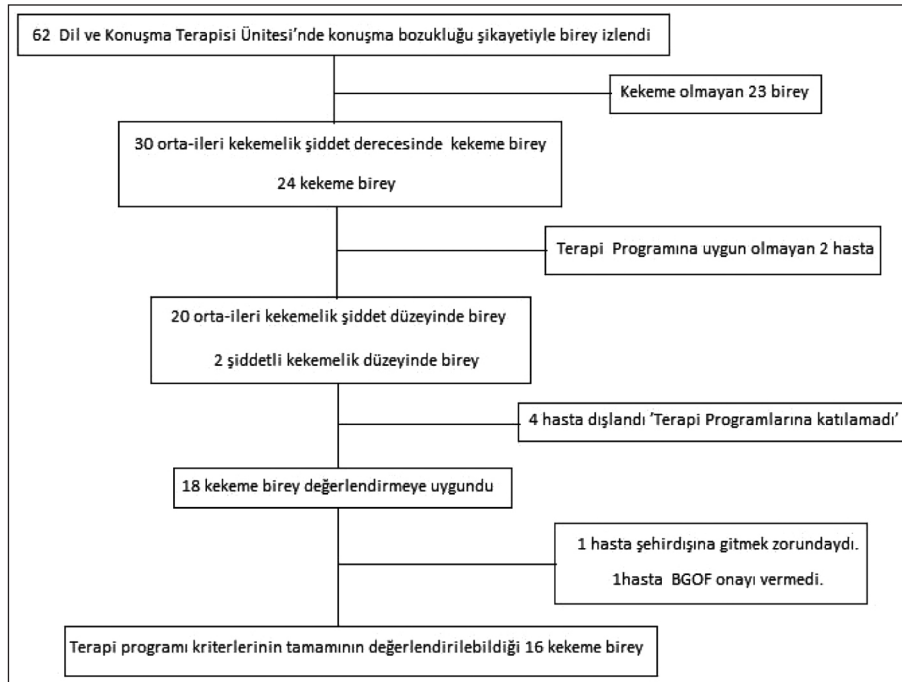 62 Dil ve Konuşma Terapisi Ünitesi’nde konuşma bozukluğu şikayetiyle birey izlendi
Kekeme olmayan 23 birey
30 orta-ileri kekemelik şiddet derecesinde kekeme birey
24 kekeme birey
Terapi Programına uygun olmayan 2 hasta
20 orta-ileri kekemelik şiddet düzeyinde birey
2 şiddetli kekemelik düzeyinde birey
4 hasta dışlandı ’Terapi Programlarına katılamadı’
18 kekeme birey değerlendirmeye uygundu
1 hasta şehirdışına gitmek zorundaydı.
1hasta BGOF onayı vermedi.
Terapi programı kriterlerinin tamamının değerlendirilebildiği 16 kekeme birey